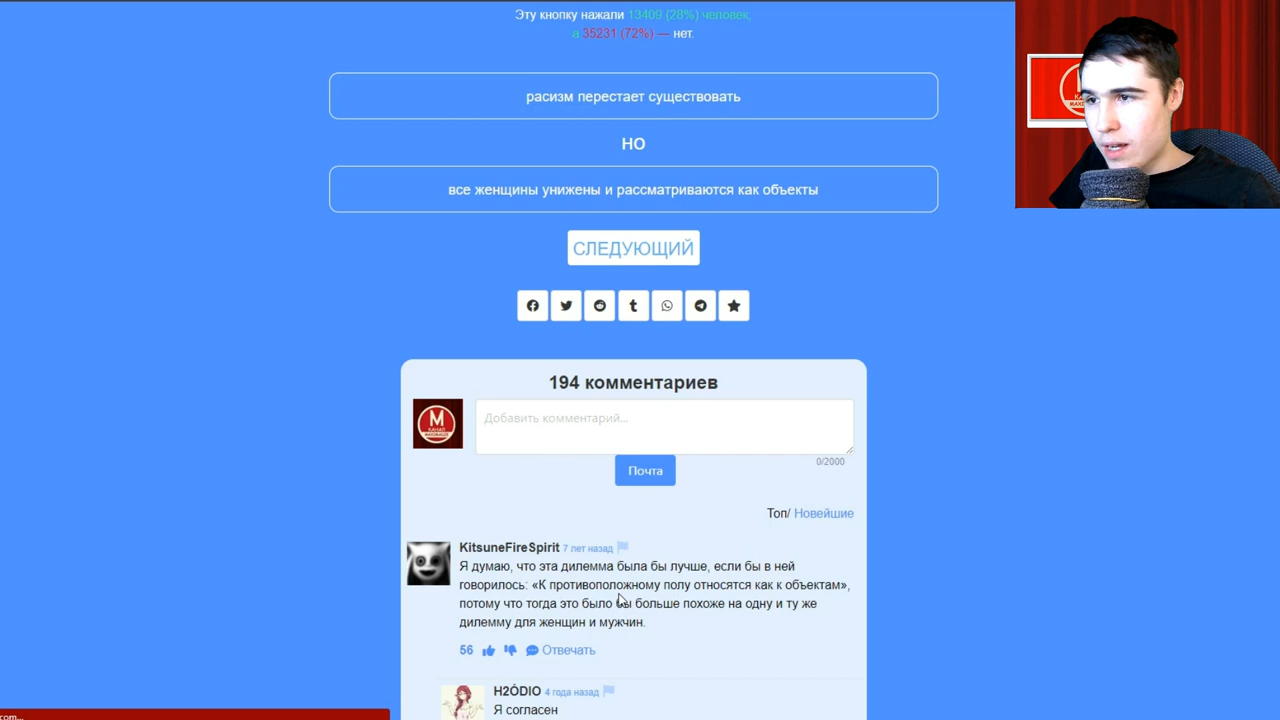 Эту кнопку нажали 13409 (28%) человек,
а 35231 (72%) — нет.
расизм перестает существовать
НО
все женщины унижены и рассматриваются как объекты
СЛЕДУЮЩИЙ
194 комментариев
М
КАНАЛ
Добавить комментарий...
0/2000
Почта
Топ/ Новейшие
KitsuneFireSpirit 7 лет назад
Я думаю, что эта дилемма была бы лучше, если бы в ней
говорилось: «К противоположному полу относятся как к объектам»,
потому что тогда это было бы больше похоже на одну и ту же
дилемму для женщин и мужчин.
56 Отвечать
H2ÓDIO 4 года назад
Я согласен
com...